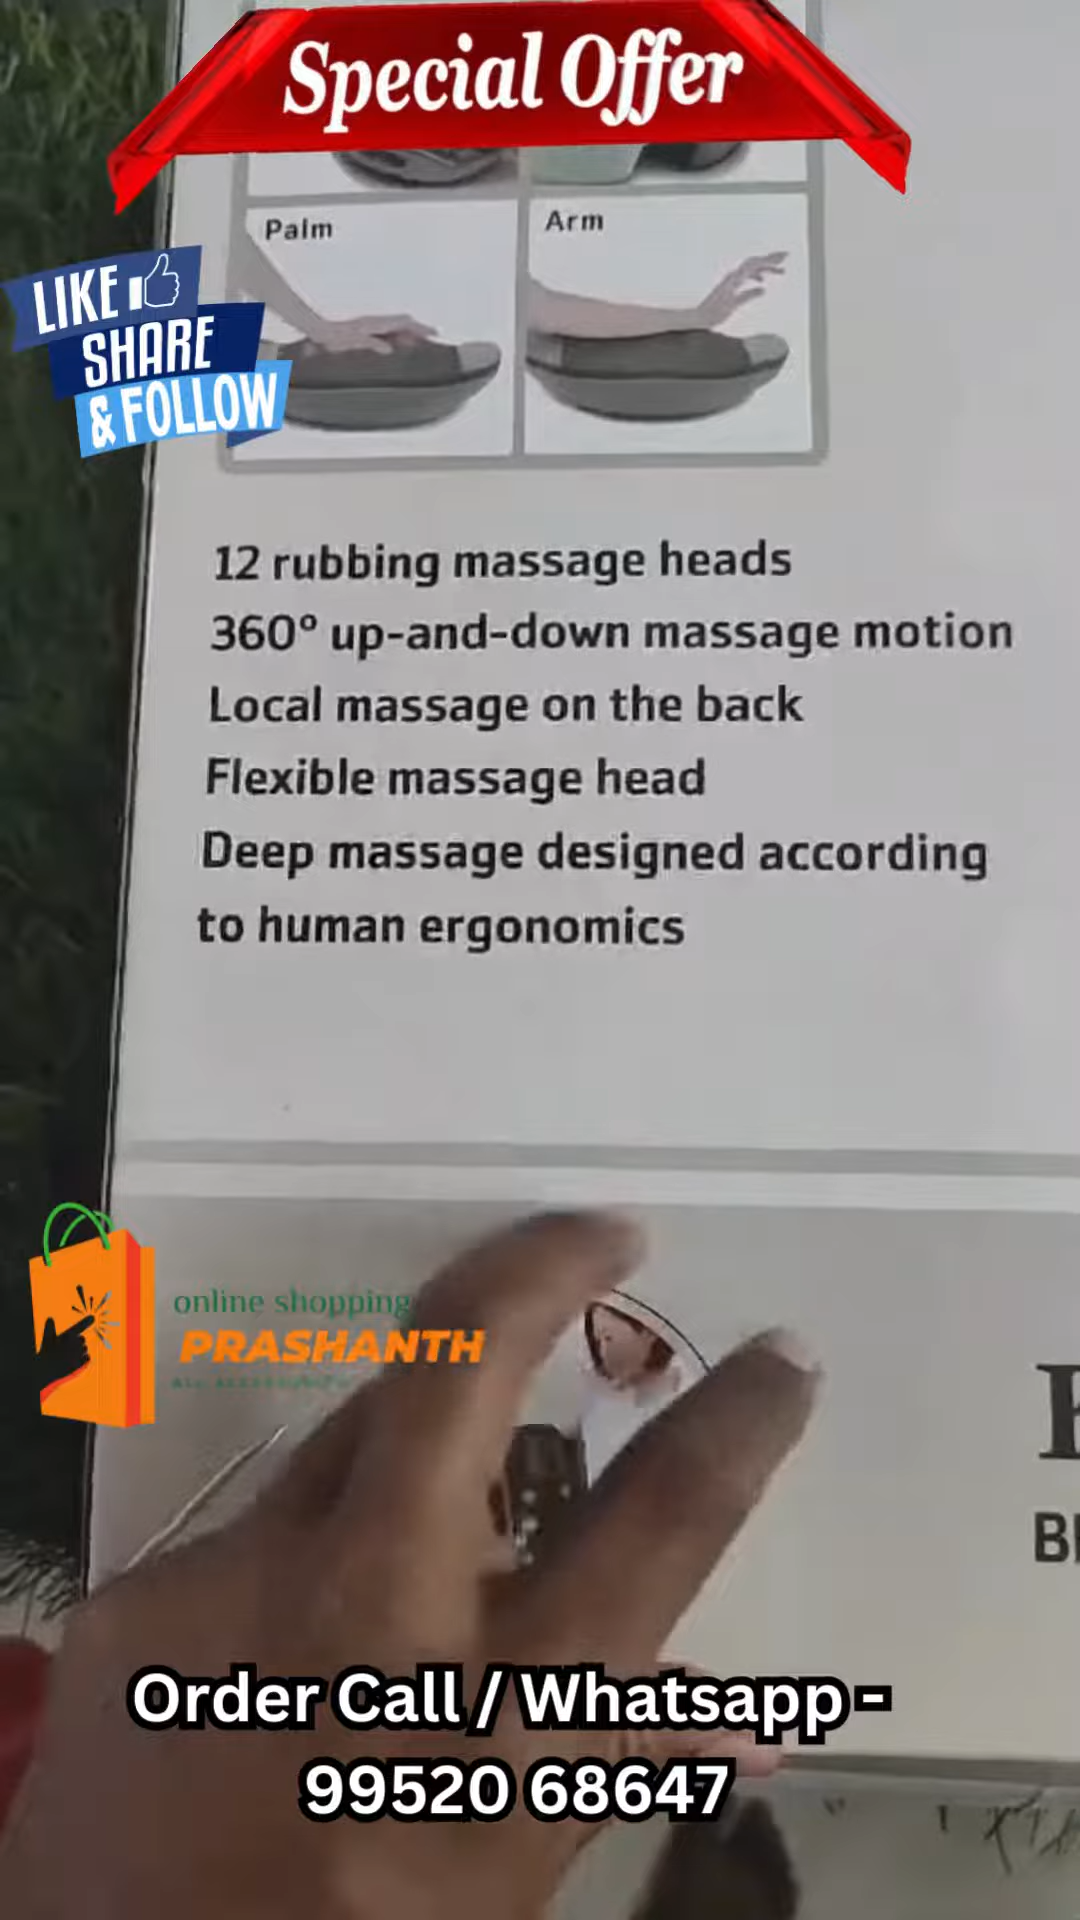 Special Offer
Palm
Arm
LIKE
SHARE
& FOLLOW
12 rubbing massage heads
360° up-and-down massage motion
Local massage on the back
Flexible massage head
Deep massage designed according
to human ergonomics
online shopping
PRASHANTH
Order Call / Whatsapp -
99520 68647